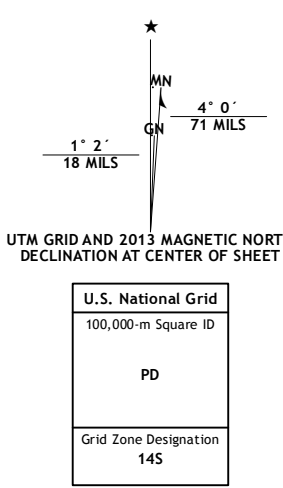 ★
MN
4° 0´
71 MILS
GN
1° 2´
18 MILS
UTM GRID AND 2013 MAGNETIC NORT
DECLINATION AT CENTER OF SHEET
U.S. National Grid
100,000-m Square ID
PD
Grid Zone Designation
14S